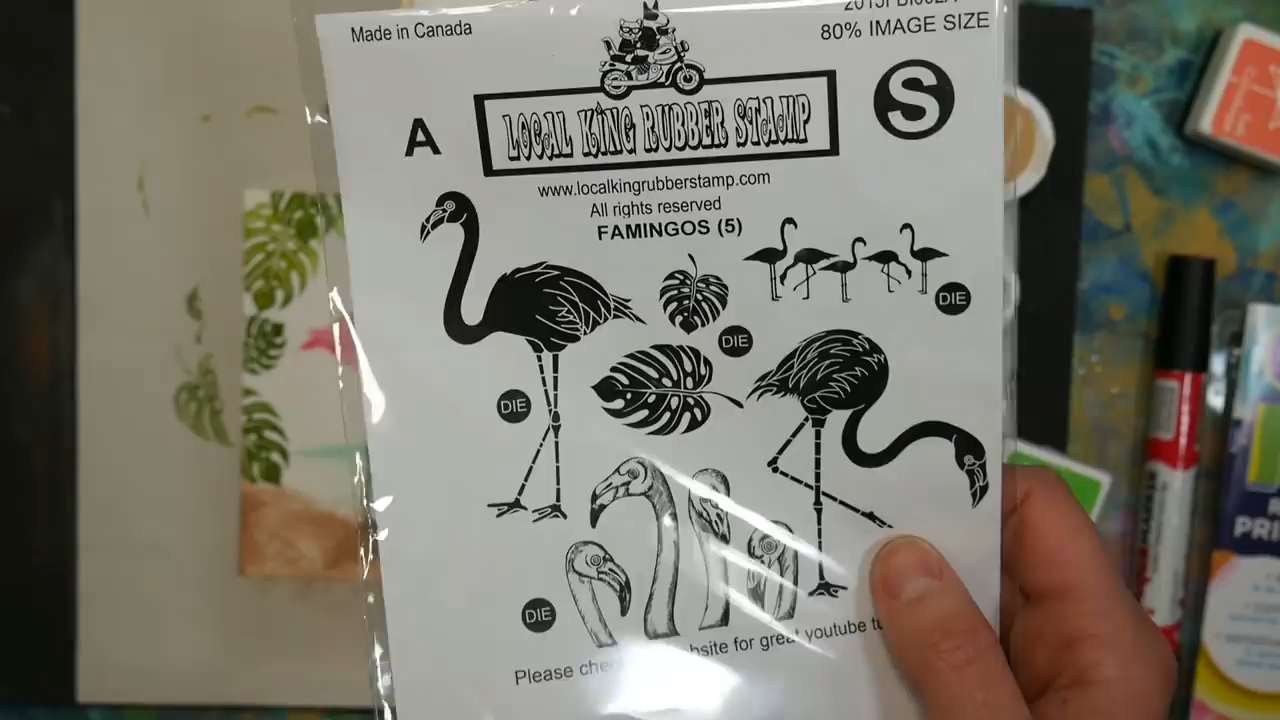 Made in Canada
80% IMAGE SIZE
A
LOCAL KING RUBBER STAMP
S
www.localkingrubberstamp.com
All rights reserved
FAMINGOS (5)
DIE
DIE
DIE
DIE
Please che
bsite for great youtube tu